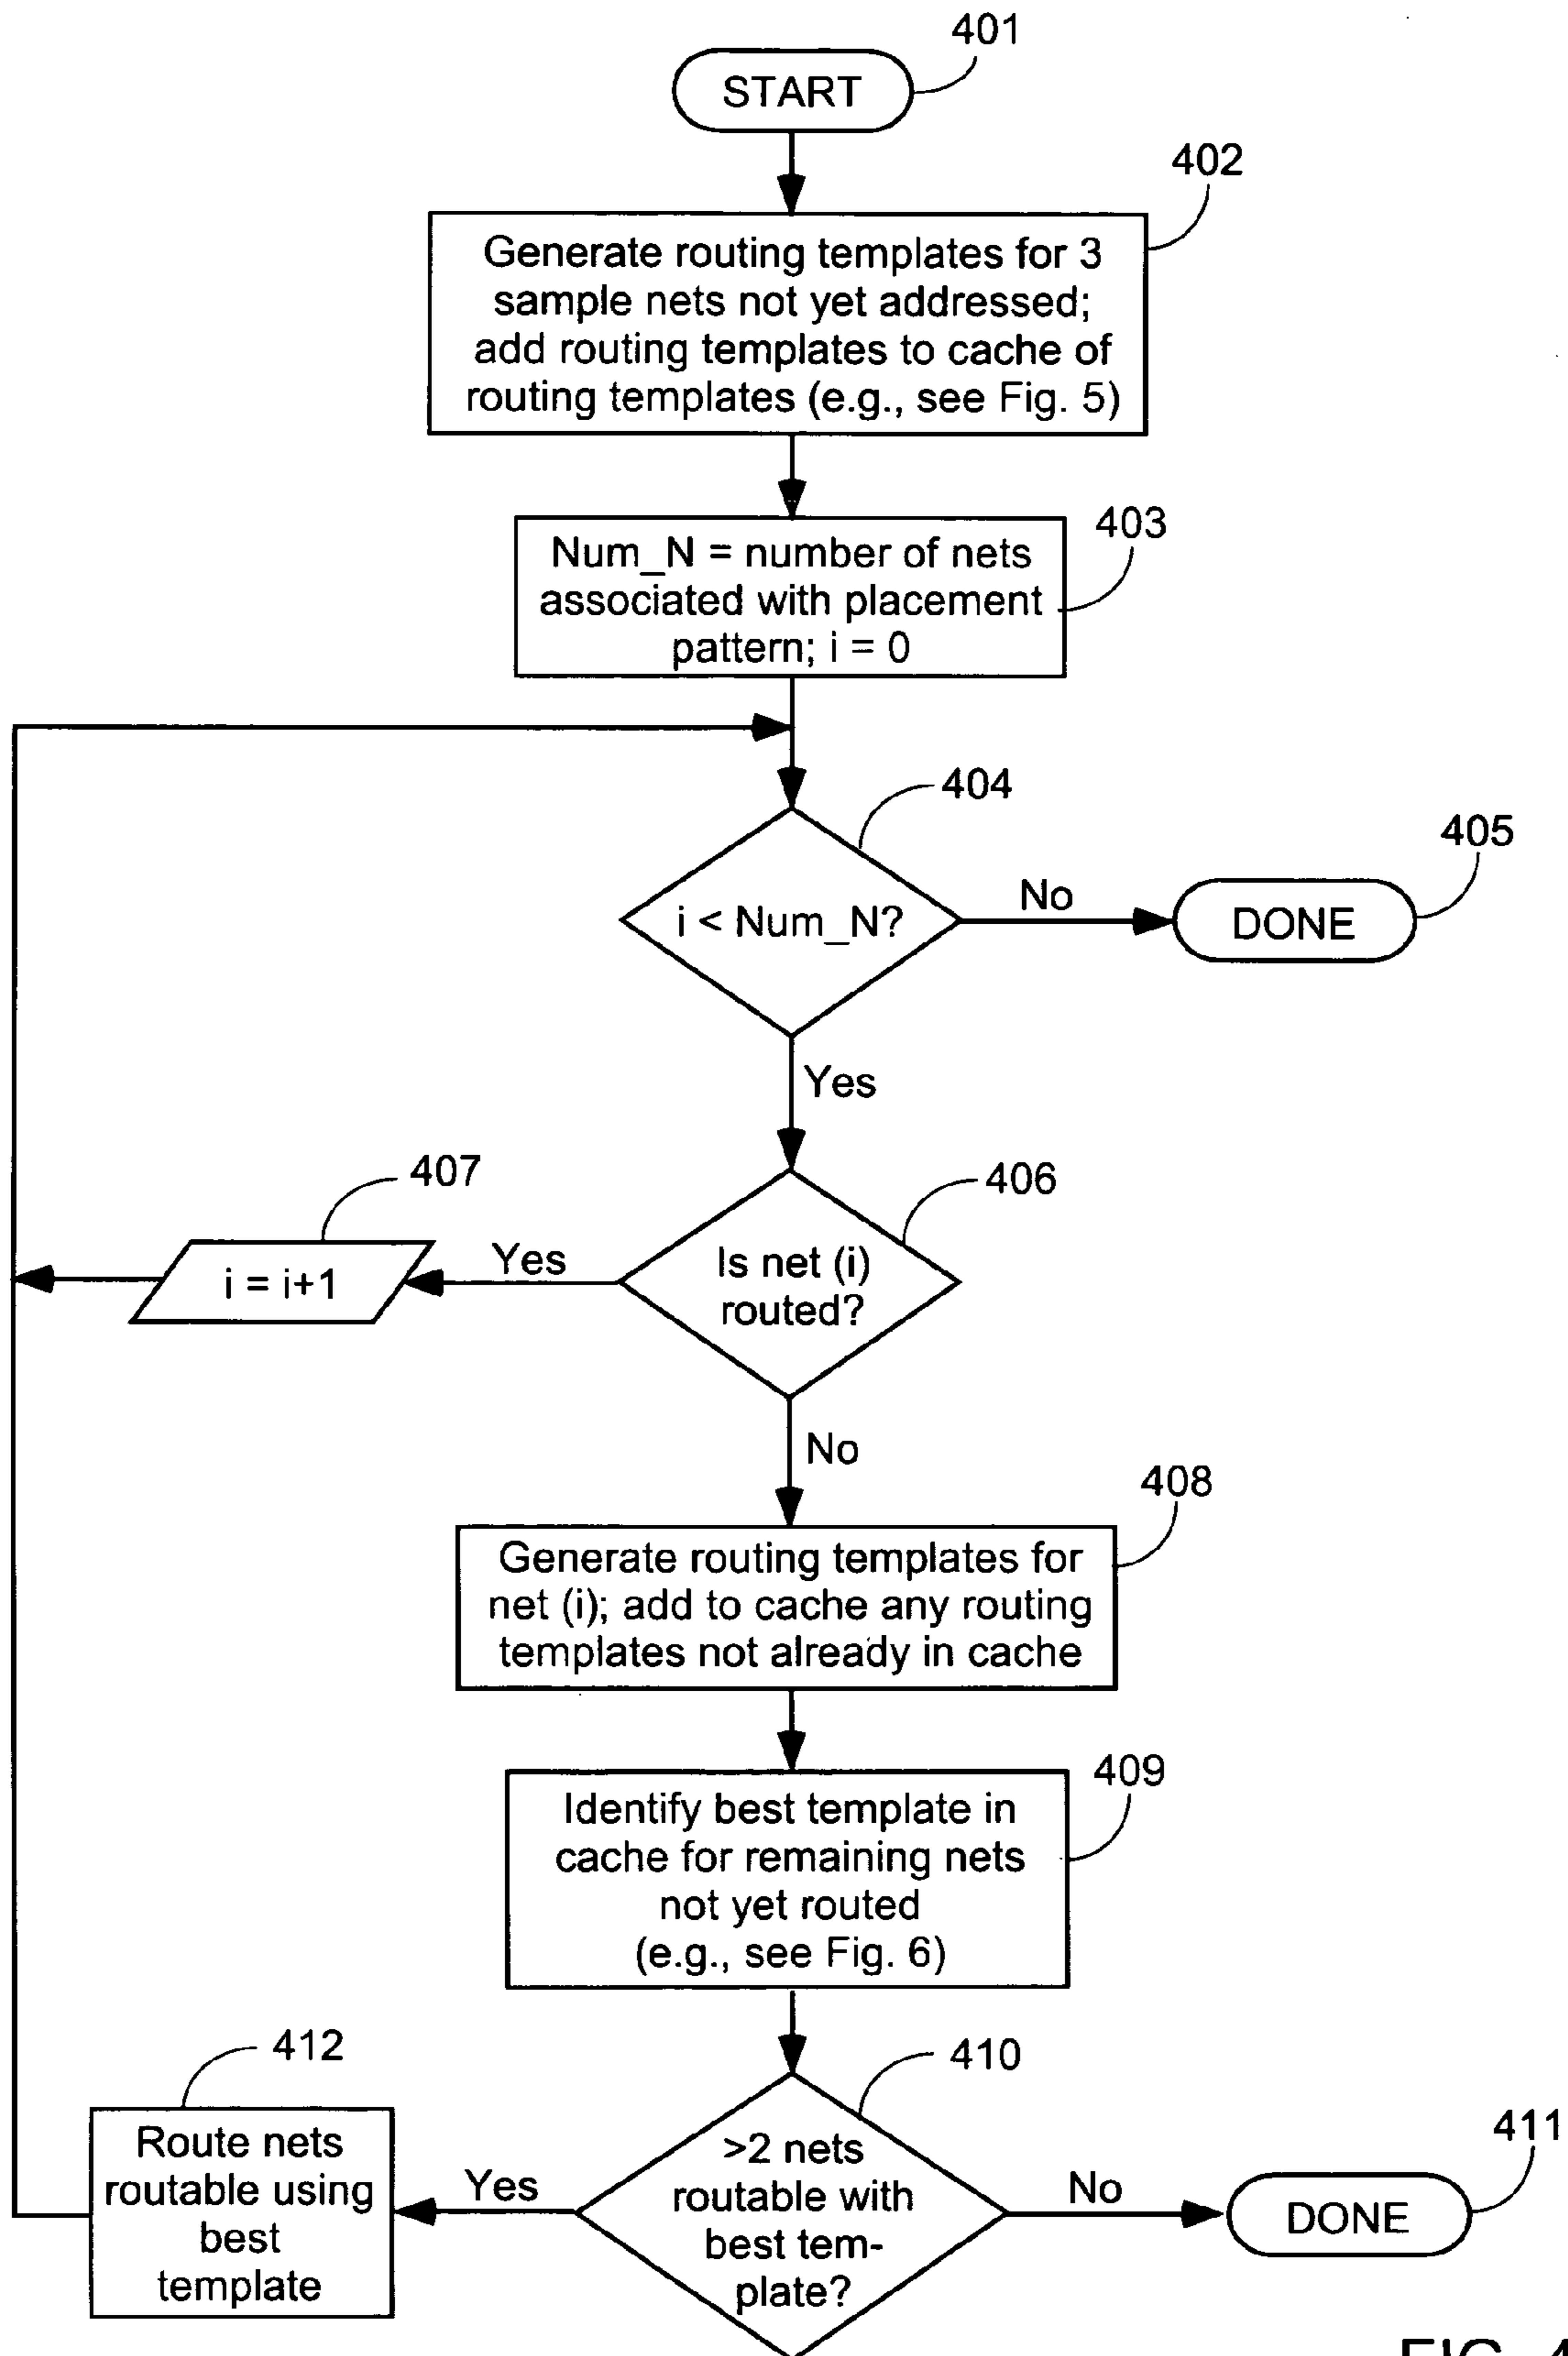 401
START
402
Generate routing templates for 3
sample nets not yet addressed;
add routing templates to cache of
routing templates (e.g., see Fig. 5)
403
Num_N = number of nets
associated with placement
pattern; i = 0
404
i < Num_N?
No
405
DONE
Yes
406
Is net (i)
routed?
Yes
407
i = i+1
No
408
Generate routing templates for
net (i); add to cache any routing
templates not already in cache
409
Identify best template in
cache for remaining nets
not yet routed
(e.g., see Fig. 6)
410
>2 nets
routable with
best tem-
plate?
No
411
DONE
Yes
412
Route nets
routable using
best
template
FIG. 4